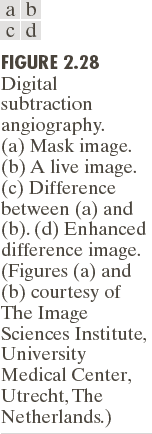 a b
c d
FIGURE 2.28
Digital
subtraction
angiography.
(a) Mask image.
(b) A live image.
(c) Difference
between (a) and
(b). (d) Enhanced
difference image.
(Figures (a) and
(b) courtesy of
The Image
Sciences Institute,
University
Medical Center,
Utrecht, The
Netherlands.)